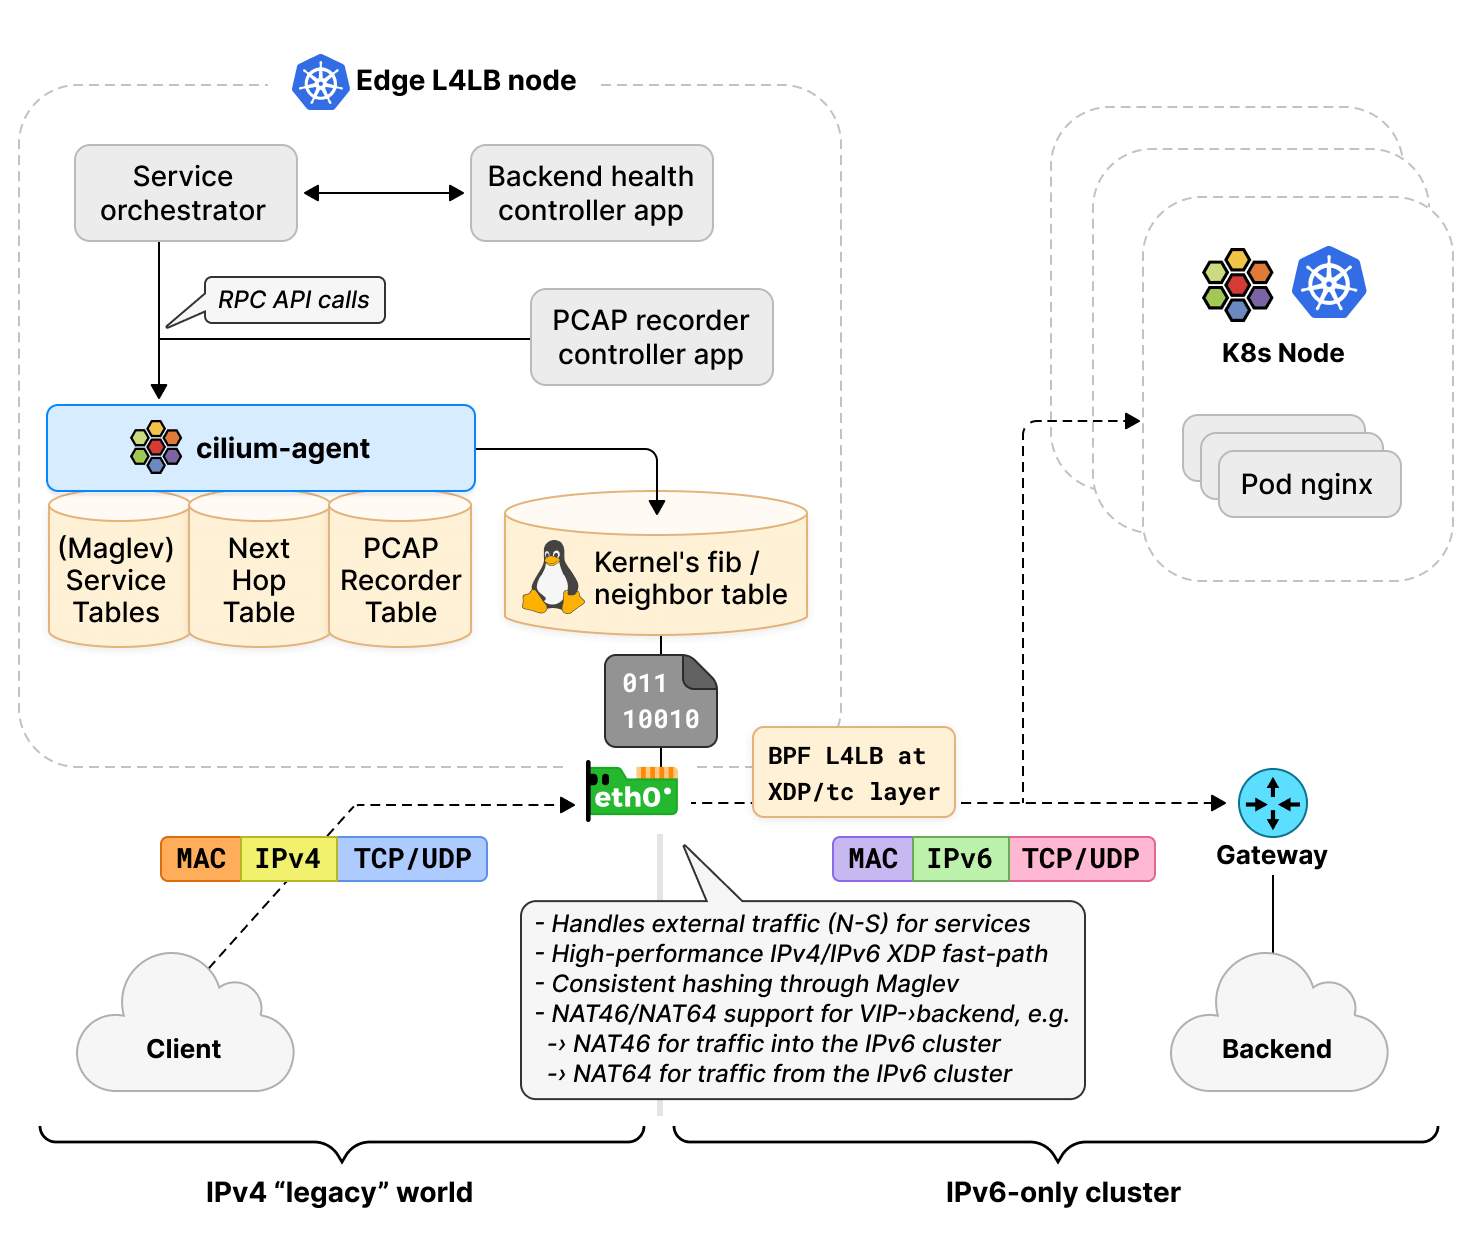 Edge L4LB node
Service
orchestrator
Backend health
controller app
RPC API calls
PCAP recorder
controller app
cilium-agent
(Maglev)
Service
Tables
Next
Hop
Table
PCAP
Recorder
Table
Kernel's fib /
neighbor table
011
10010
eth0
BPF L4LB at
XDP/tc layer
K8s Node
Pod nginx
MAC
IPv4
TCP/UDP
MAC
IPv6
TCP/UDP
Gateway
- Handles external traffic (N-S) for services
- High-performance IPv4/IPv6 XDP fast-path
- Consistent hashing through Maglev
- NAT46/NAT64 support for VIP-›backend, e.g.
-› NAT46 for traffic into the IPv6 cluster
-› NAT64 for traffic from the IPv6 cluster
Client
Backend
IPv4 “legacy” world
IPv6-only cluster